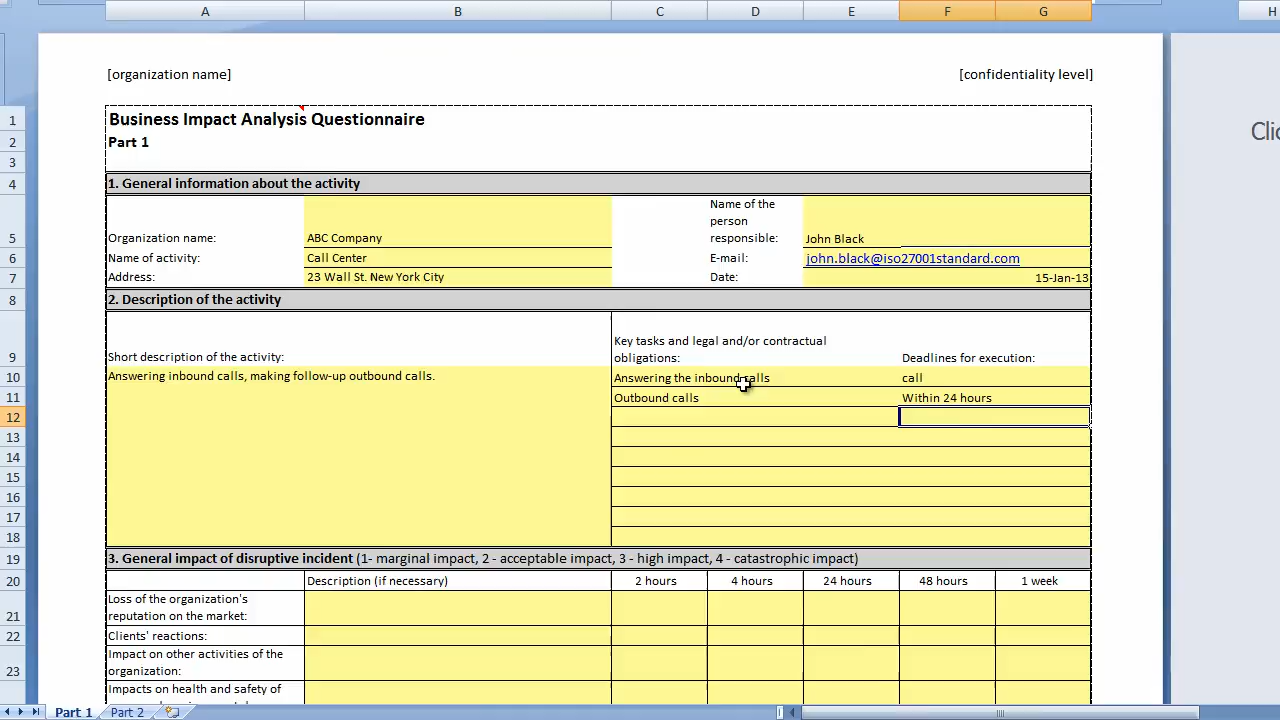 A B C D E F G H
[organization name] [confidentiality level]
Clic
1 Business Impact Analysis Questionnaire
2 Part 1
3
4 1. General information about the activity
Name of the
person
5 Organization name: ABC Company responsible: John Black
6 Name of activity: Call Center E-mail: john.black@iso27001standard.com
7 Address: 23 Wall St. New York City Date: 15-Jan-13
8 2. Description of the activity
Key tasks and legal and/or contractual
9 Short description of the activity: obligations: Deadlines for execution:
10 Answering inbound calls, making follow-up outbound calls. Answering the inbound calls call
11 Outbound calls Within 24 hours
12
13
14
15
16
17
18
19 3. General impact of disruptive incident (1- marginal impact, 2 - acceptable impact, 3 - high impact, 4 - catastrophic impact)
20 Description (if necessary) 2 hours 4 hours 24 hours 48 hours 1 week
Loss of the organization's
21 reputation on the market:
22 Clients' reactions:
Impact on other activities of the
23 organization:
Impacts on health and safety of
Part 1 Part 2